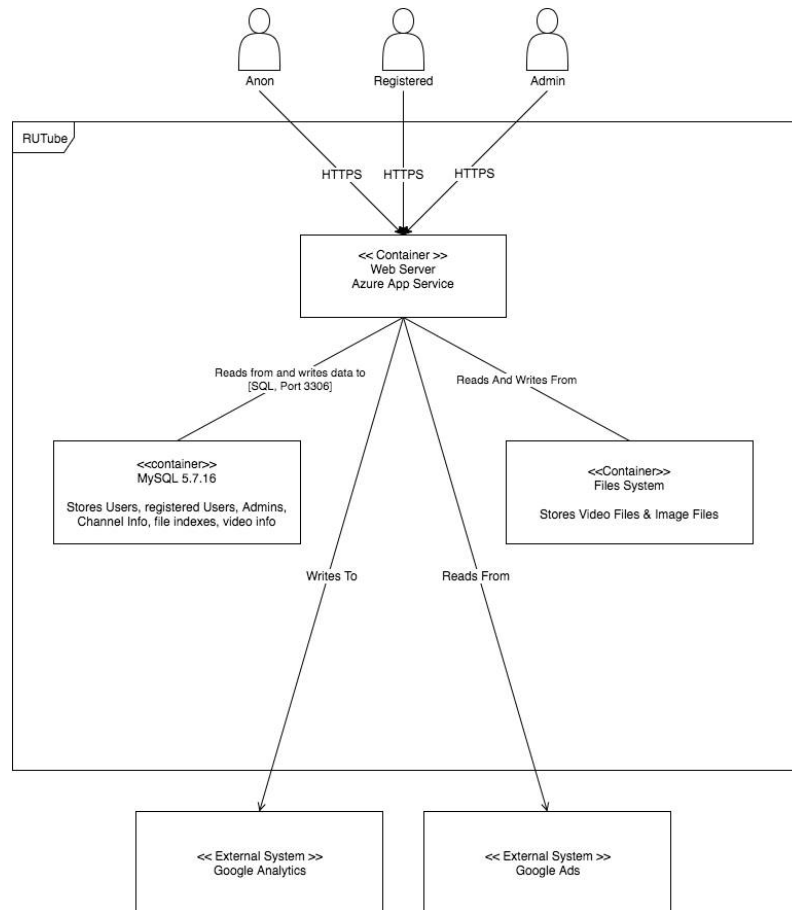 Anon
Registered
Admin
RUTube
HTTPS
HTTPS
HTTPS
<< Container >>
Web Server
Azure App Service
Reads from and writes data to
[SQL, Port 3306]
Reads And Writes From
<<container>>
MySQL 5.7.16
Stores Users, registered Users, Admins,
Channel Info, file indexes, video info
<<Container>>
Files System
Stores Video Files & Image Files
Writes To
Reads From
<< External System >>
Google Analytics
<< External System >>
Google Ads